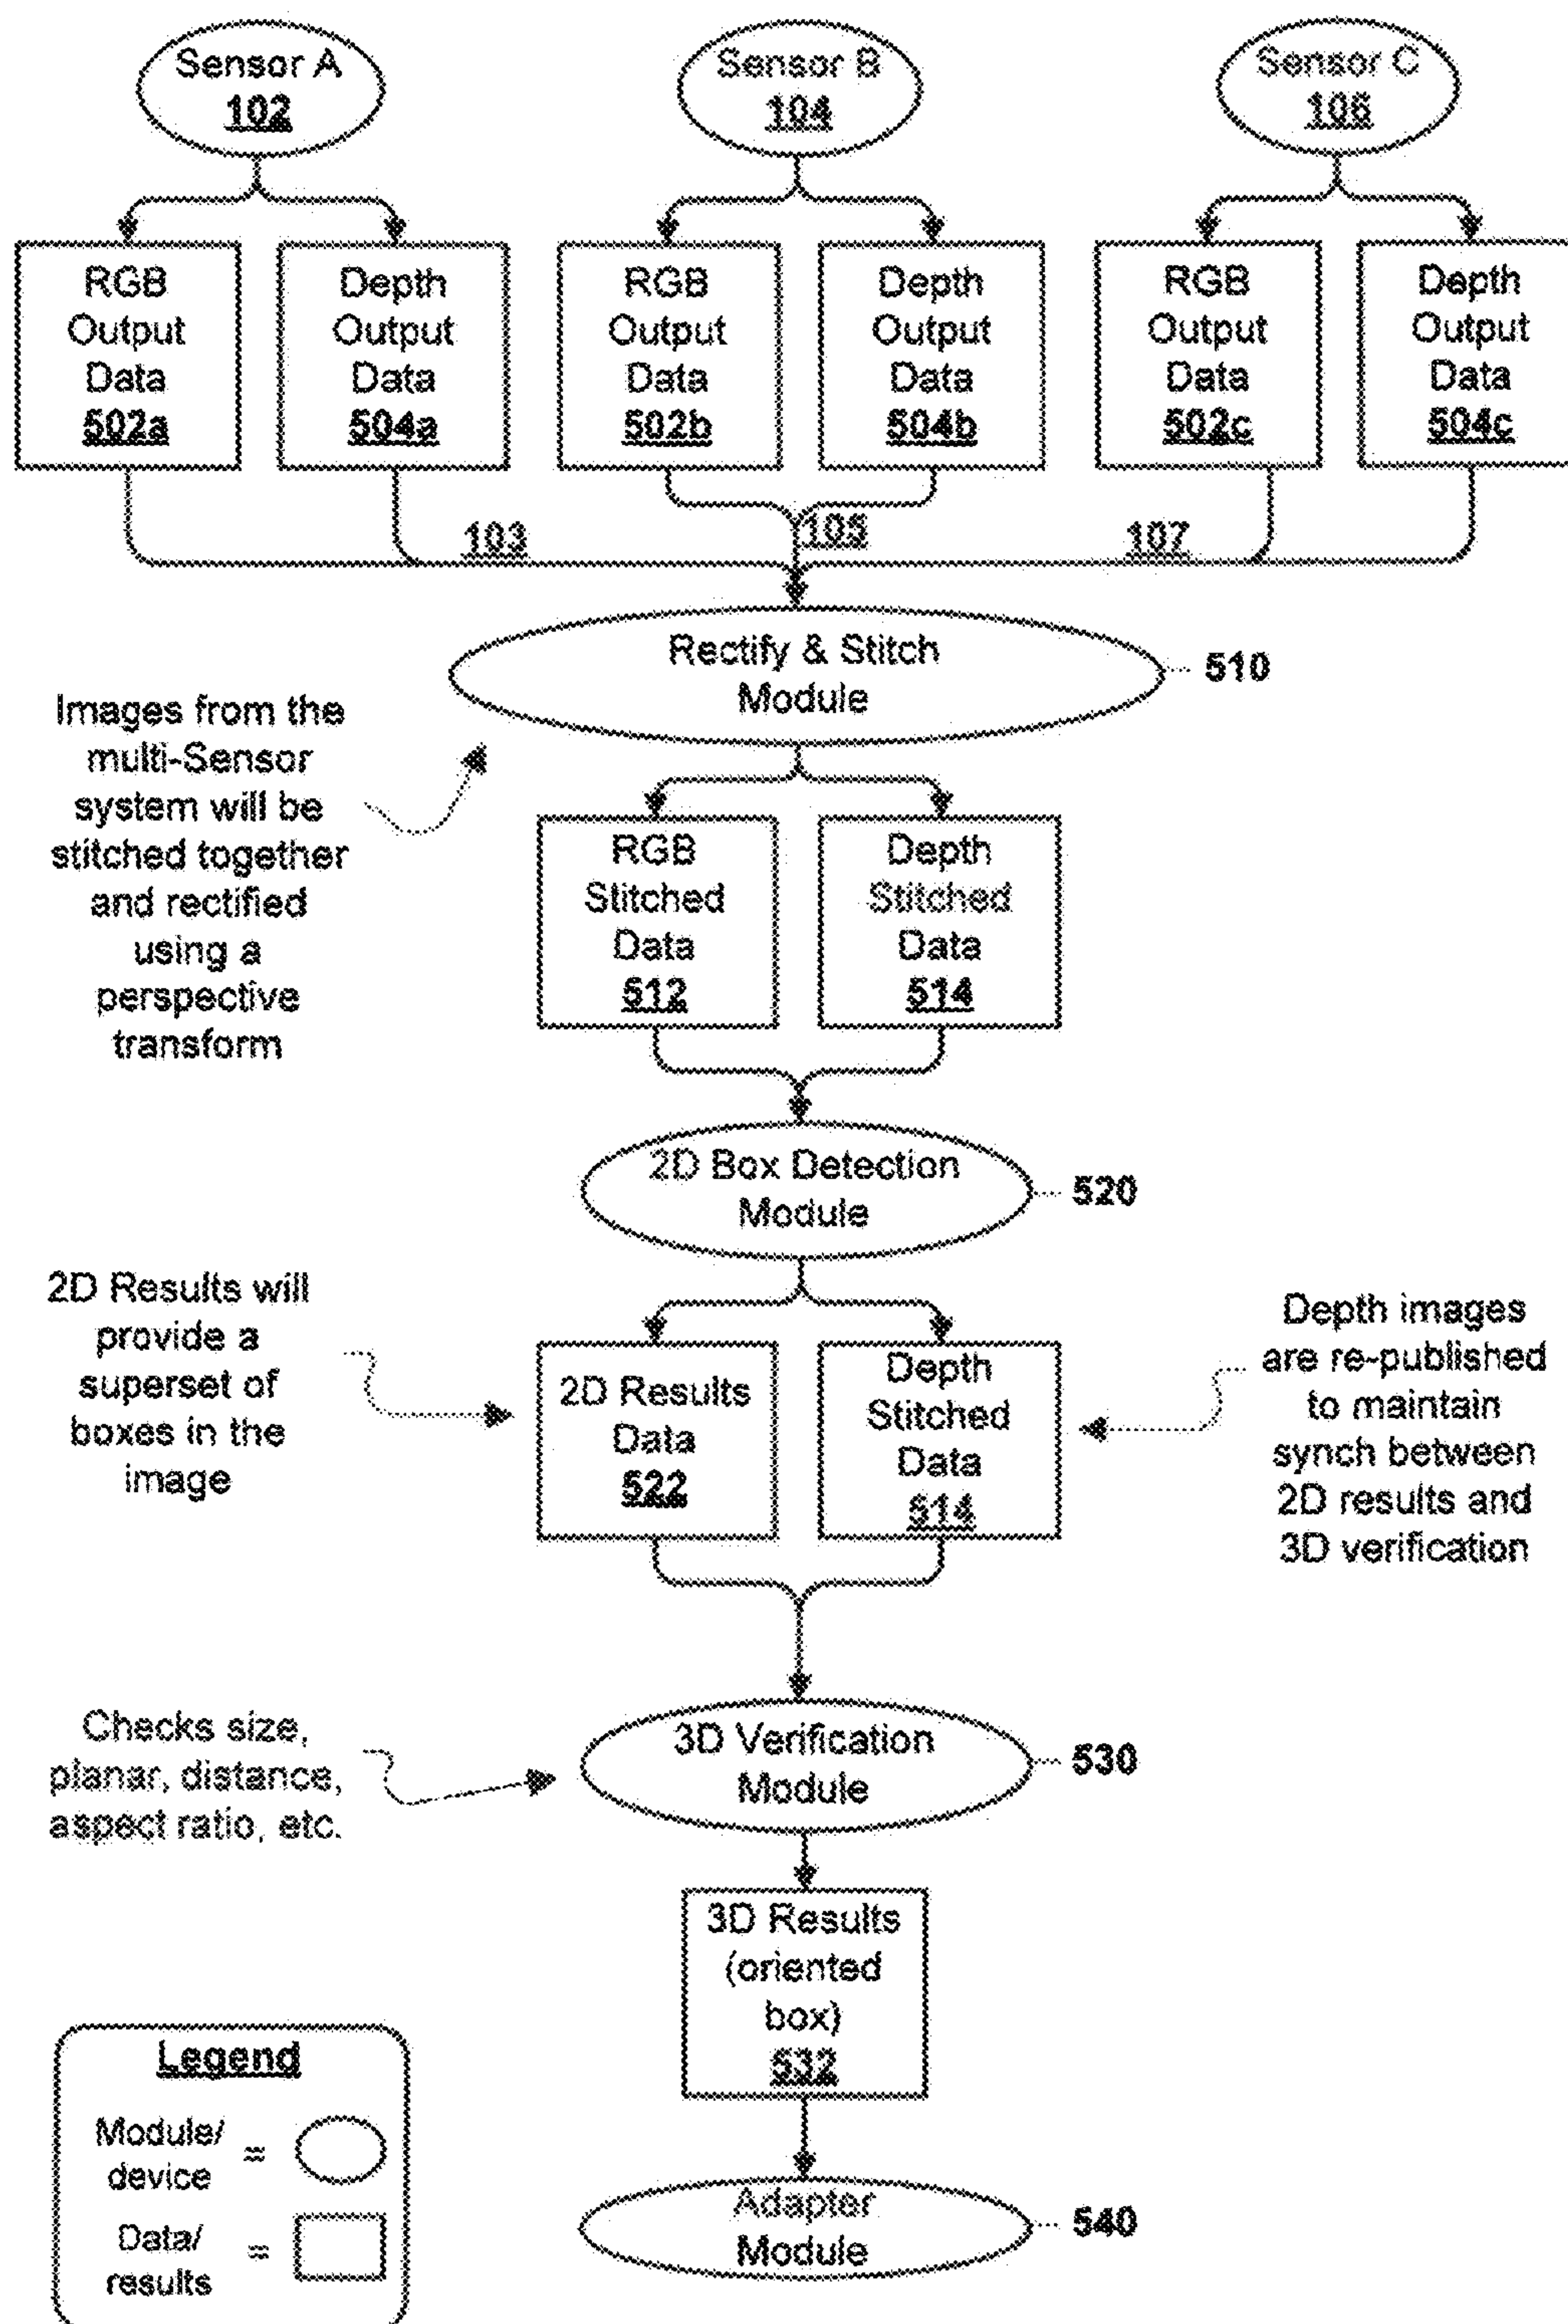 Sensor A
102
Sensor B
104
Sensor C
106
RGB
Output
Data
502a
Depth
Output
Data
504a
RGB
Output
Data
502b
Depth
Output
Data
504b
RGB
Output
Data
502c
Depth
Output
Data
504c
103
105
107
Rectify & Stitch
Module
510
Images from the
multi-Sensor
system will be
stitched together
and rectified
using a
perspective
transform
RGB
Stitched
Data
512
Depth
Stitched
Data
514
2D Box Detection
Module
520
2D Results will
provide a
superset of
boxes in the
image
2D Results
Data
522
Depth
Stitched
Data
514
Depth images
are re-published
to maintain
synch between
2D results and
3D verification
Checks size,
planar, distance,
aspect ratio, etc.
3D Verification
Module
530
3D Results
(oriented
box)
532
Legend
Module/
device
=
Data/
results
=
Adapter
Module
540